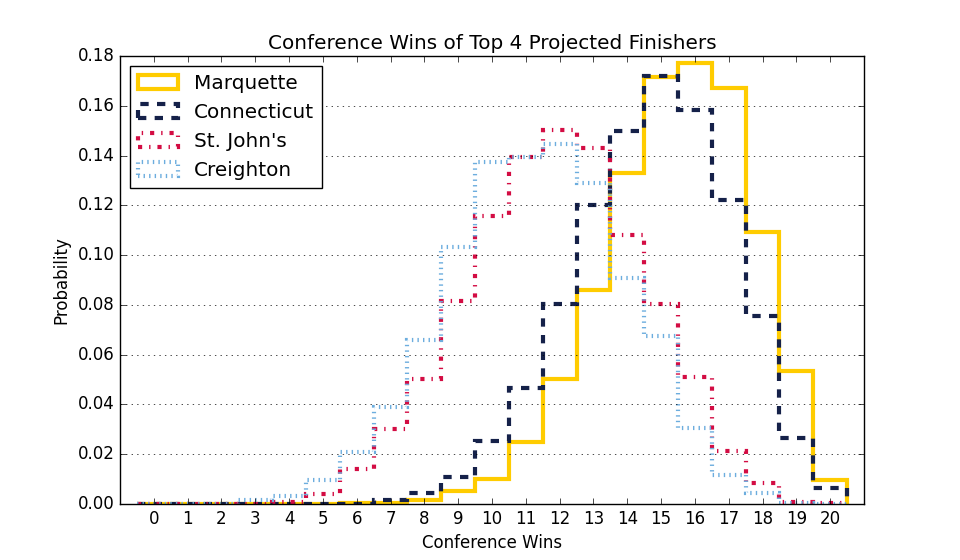 Conference Wins of Top 4 Projected Finishers
Marquette
Connecticut
St. John's
Creighton
Probability
0.18
0.16
0.14
0.12
0.10
0.08
0.06
0.04
0.02
0.00
0 1 2 3 4 5 6 7 8 9 10 11 12 13 14 15 16 17 18 19 20
Conference Wins